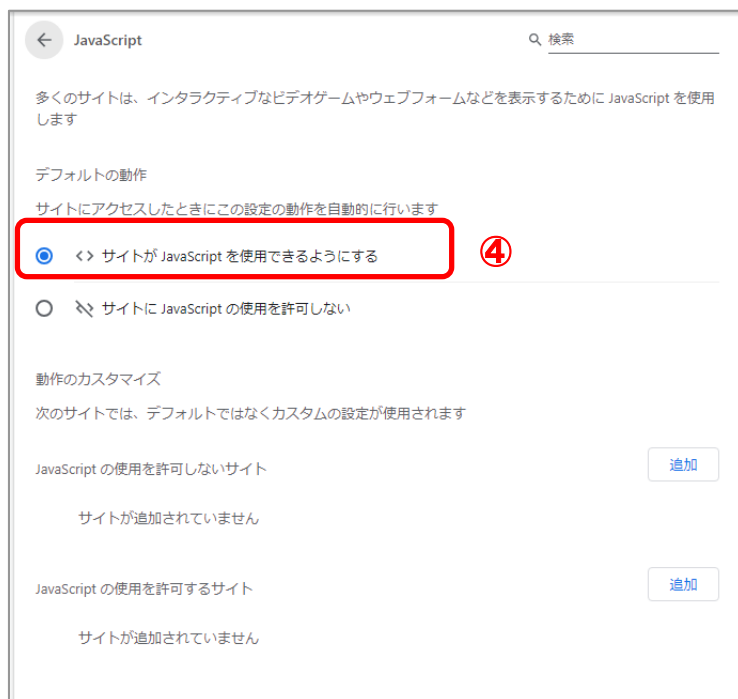 JavaScript
検索
多くのサイトは、インタラクティブなビデオゲームやウェブフォームなどを表示するために JavaScript を使用
します
デフォルトの動作
サイトにアクセスしたときにこの設定の動作を自動的に行います
サイトが JavaScript を使用できるようにする
④
サイトに JavaScript の使用を許可しない
動作のカスタマイズ
次のサイトでは、デフォルトではなくカスタムの設定が使用されます
JavaScript の使用を許可しないサイト
追加
サイトが追加されていません
JavaScript の使用を許可するサイト
追加
サイトが追加されていません